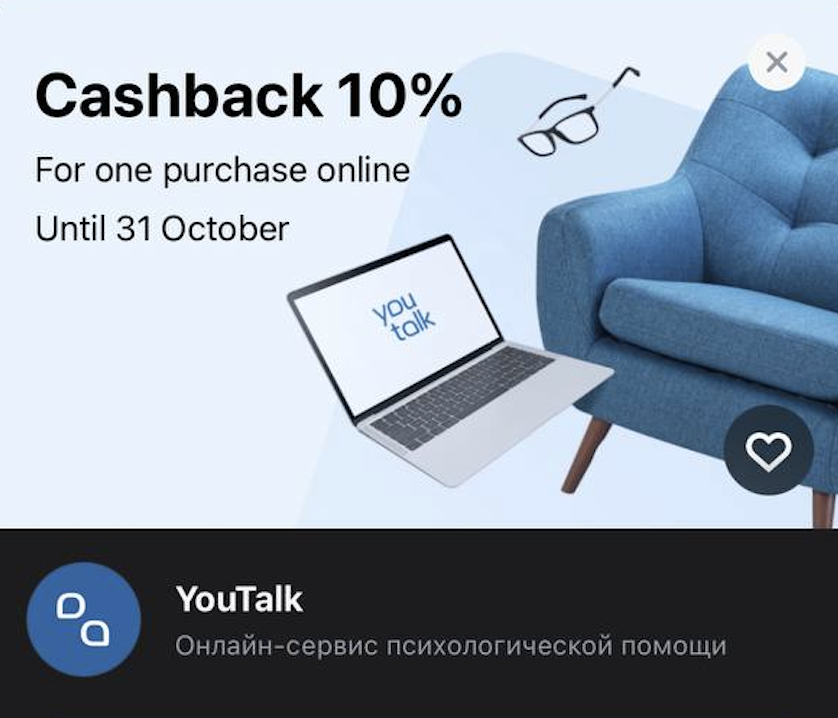 Cashback 10%
For one purchase online
Until 31 October
you
talk
YouTalk
Онлайн-сервис психологической помощи